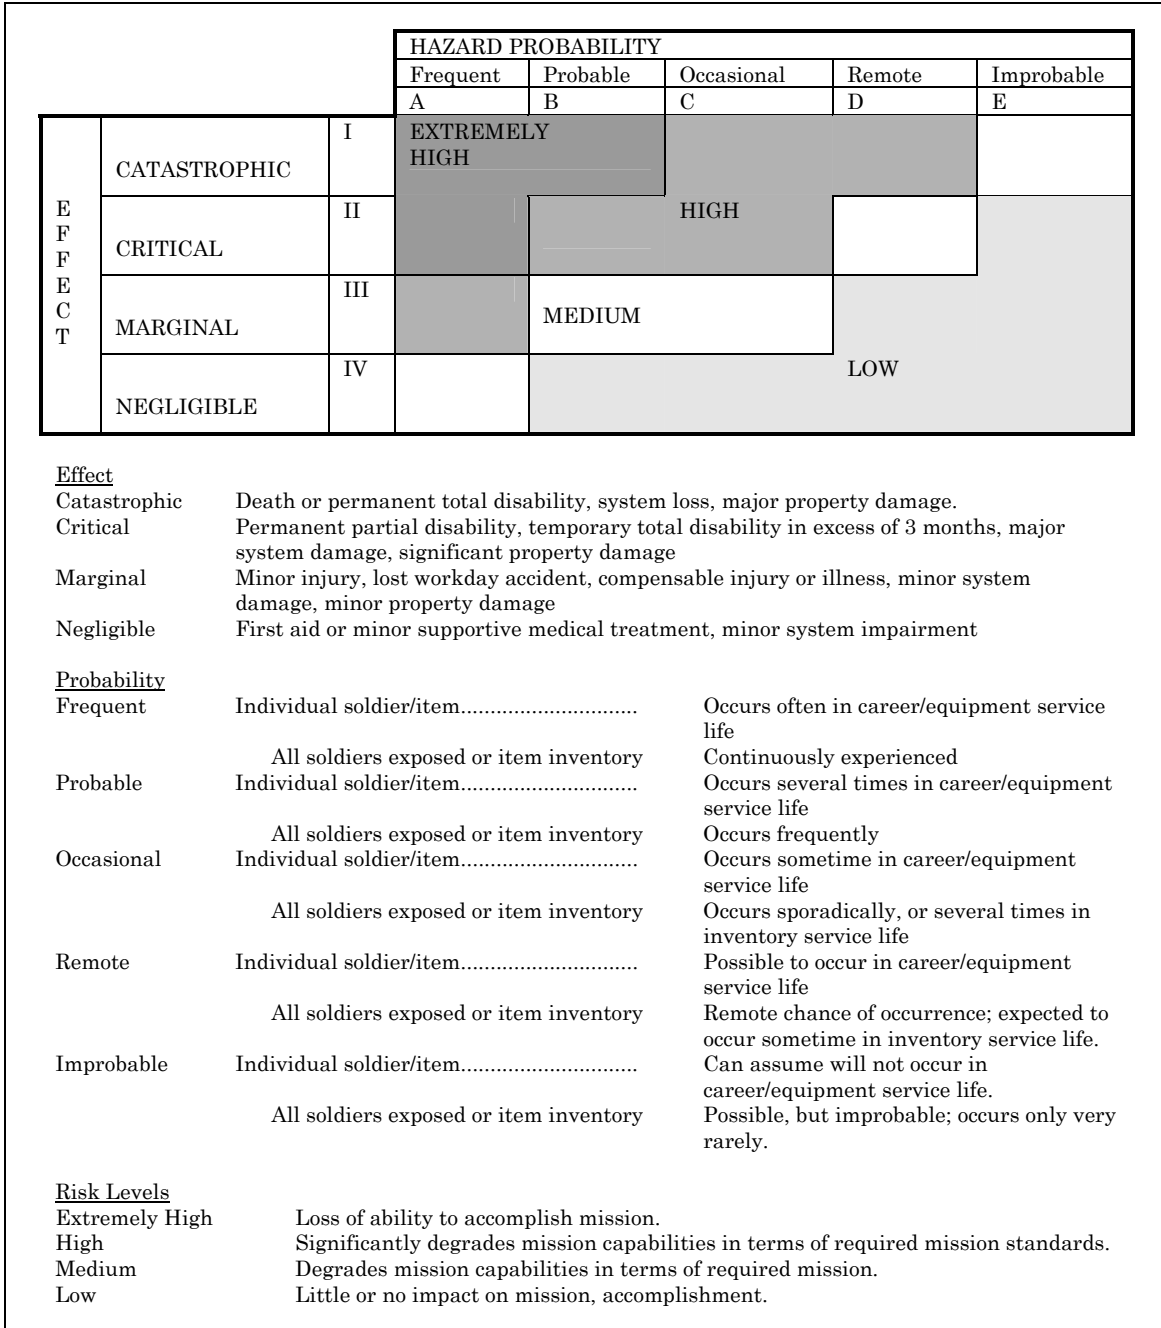 HAZARD PROBABILITY
Frequent Probable Occasional Remote Improbable
A B C D E
EFFECT
CATASTROPHIC I EXTREMELY
HIGH
CRITICAL II HIGH
MARGINAL III MEDIUM
NEGLIGIBLE IV LOW
Effect
Catastrophic Death or permanent total disability, system loss, major property damage.
Critical Permanent partial disability, temporary total disability in excess of 3 months, major
system damage, significant property damage
Marginal Minor injury, lost workday accident, compensable injury or illness, minor system
damage, minor property damage
Negligible First aid or minor supportive medical treatment, minor system impairment
Probability
Frequent Individual soldier/item.............................. Occurs often in career/equipment service
life
All soldiers exposed or item inventory Continuously experienced
Probable Individual soldier/item.............................. Occurs several times in career/equipment
service life
All soldiers exposed or item inventory Occurs frequently
Occasional Individual soldier/item.............................. Occurs sometime in career/equipment
service life
All soldiers exposed or item inventory Occurs sporadically, or several times in
inventory service life
Remote Individual soldier/item.............................. Possible to occur in career/equipment
service life
All soldiers exposed or item inventory Remote chance of occurrence; expected to
occur sometime in inventory service life.
Improbable Individual soldier/item.............................. Can assume will not occur in
career/equipment service life.
All soldiers exposed or item inventory Possible, but improbable; occurs only very
rarely.
Risk Levels
Extremely High Loss of ability to accomplish mission.
High Significantly degrades mission capabilities in terms of required mission standards.
Medium Degrades mission capabilities in terms of required mission.
Low Little or no impact on mission, accomplishment.